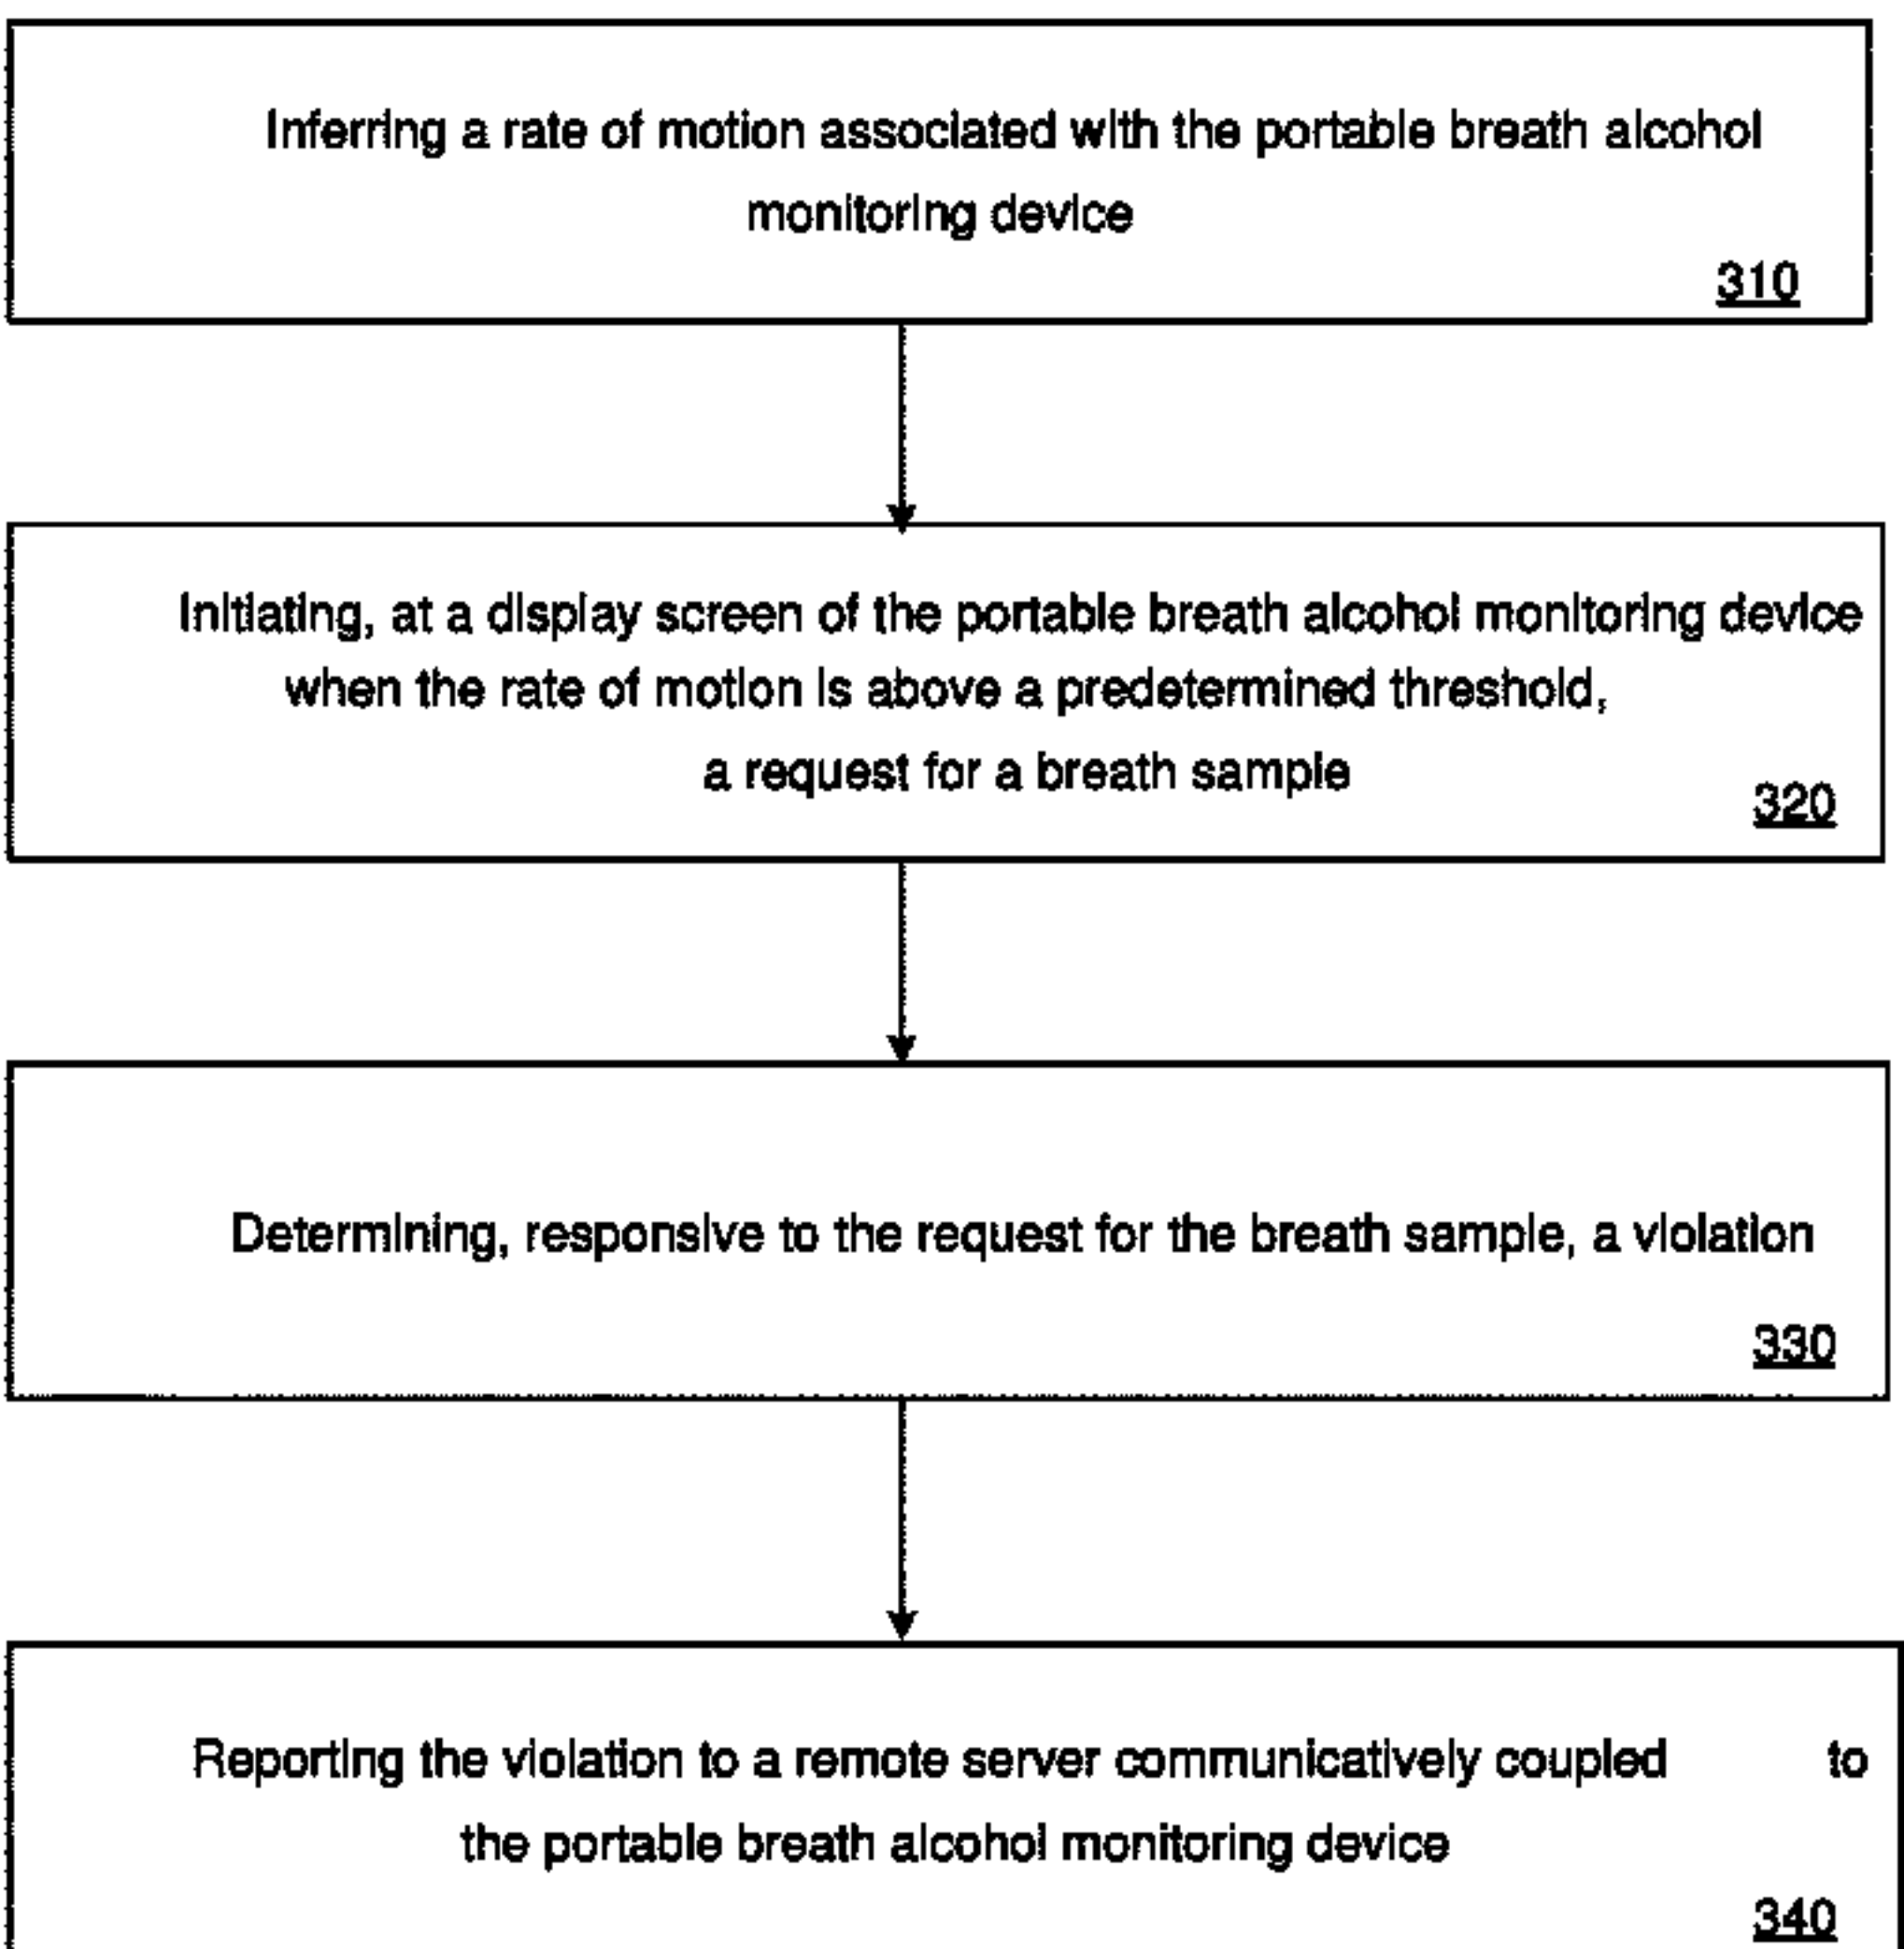 Inferring a rate of motion associated with the portable breath alcohol
monitoring device
310
Initiating, at a display screen of the portable breath alcohol monitoring device
when the rate of motion is above a predetermined threshold,
a request for a breath sample
320
Determining, responsive to the request for the breath sample, a violation
330
Reporting the violation to a remote server communicatively coupled to
the portable breath alcohol monitoring device
340